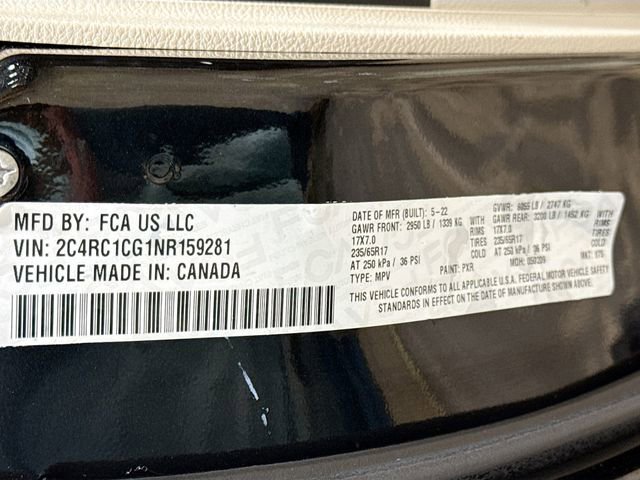 MFD BY: FCA US LLC
VIN: 2C4RC1CG1NR159281
VEHICLE MADE IN: CANADA
DATE OF MFR (BUILT): 5-22 GVWR: 6055 LB / 2747 KG
GAWR FRONT: 2950 LB / 1339 KG WITH GAWR REAR: 3200 LB / 1452 KG WITH
17X7.0 RIMS 17X7.0 RIMS
235/65R17 TIRES 235/65R17 TIRES
AT 250 kPa / 36 PSI AT 250 kPa / 36 PSI
TYPE: MPV PAINT: PXR MDH: 050309 MKT:
THIS VEHICLE CONFORMS TO ALL APPLICABLE U.S.A. FEDERAL MOTOR VEHICLE SAFETY
STANDARDS IN EFFECT ON THE DATE OF MANUFACTURE SHOWN ABOVE.